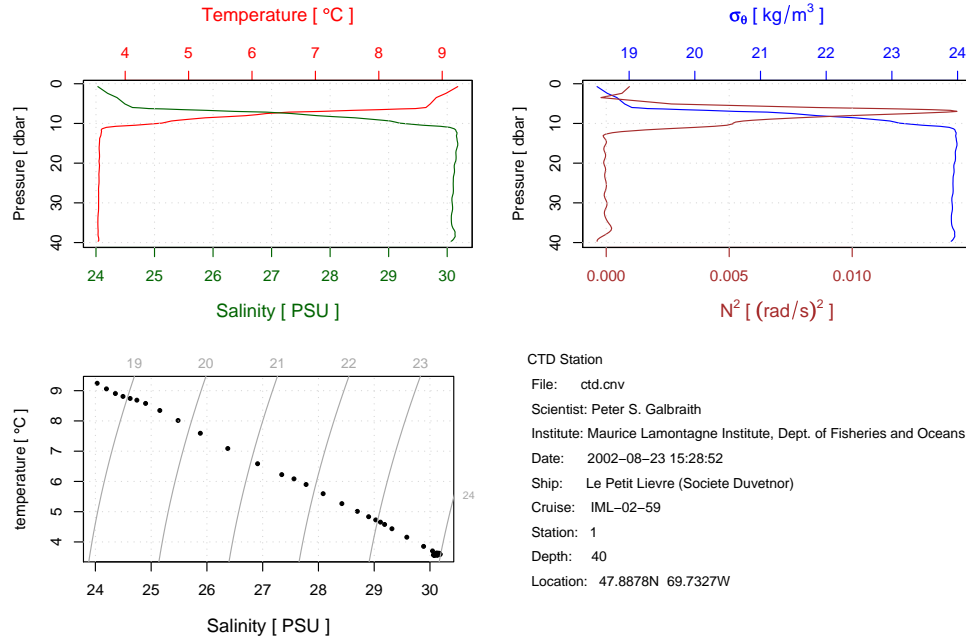 Temperature [ °C ]
4 5 6 7 8 9
Pressure [ dbar ]
0 10 20 30 40
24 25 26 27 28 29 30
Salinity [ PSU ]
σθ [ kg/m³ ]
19 20 21 22 23 24
Pressure [ dbar ]
0 10 20 30 40
0.000 0.005 0.010
N² [ (rad/s)² ]
19 20 21 22 23
24
temperature [ °C ]
9 8 7 6 5 4
24 25 26 27 28 29 30
Salinity [ PSU ]
CTD Station
File: ctd.cnv
Scientist: Peter S. Galbraith
Institute: Maurice Lamontagne Institute, Dept. of Fisheries and Oceans
Date: 2002−08−23 15:28:52
Ship: Le Petit Lievre (Societe Duvetnor)
Cruise: IML−02−59
Station: 1
Depth: 40
Location: 47.8878N 69.7327W